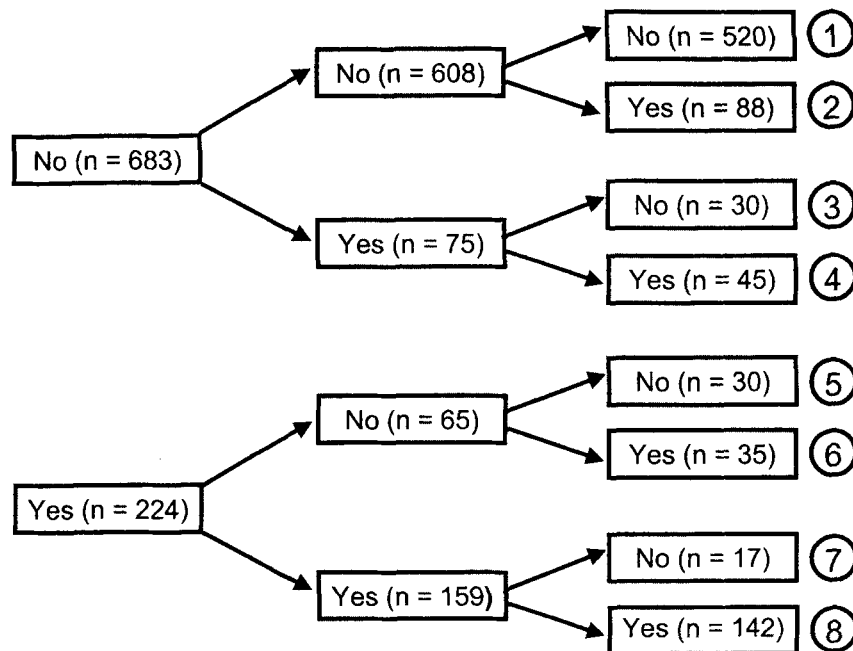 No (n = 520) 1
No (n = 608)
Yes (n = 88) 2
No (n = 683)
No (n = 30) 3
Yes (n = 75)
Yes (n = 45) 4
No (n = 30) 5
No (n = 65)
Yes (n = 35) 6
Yes (n = 224)
No (n = 17) 7
Yes (n = 159)
Yes (n = 142) 8